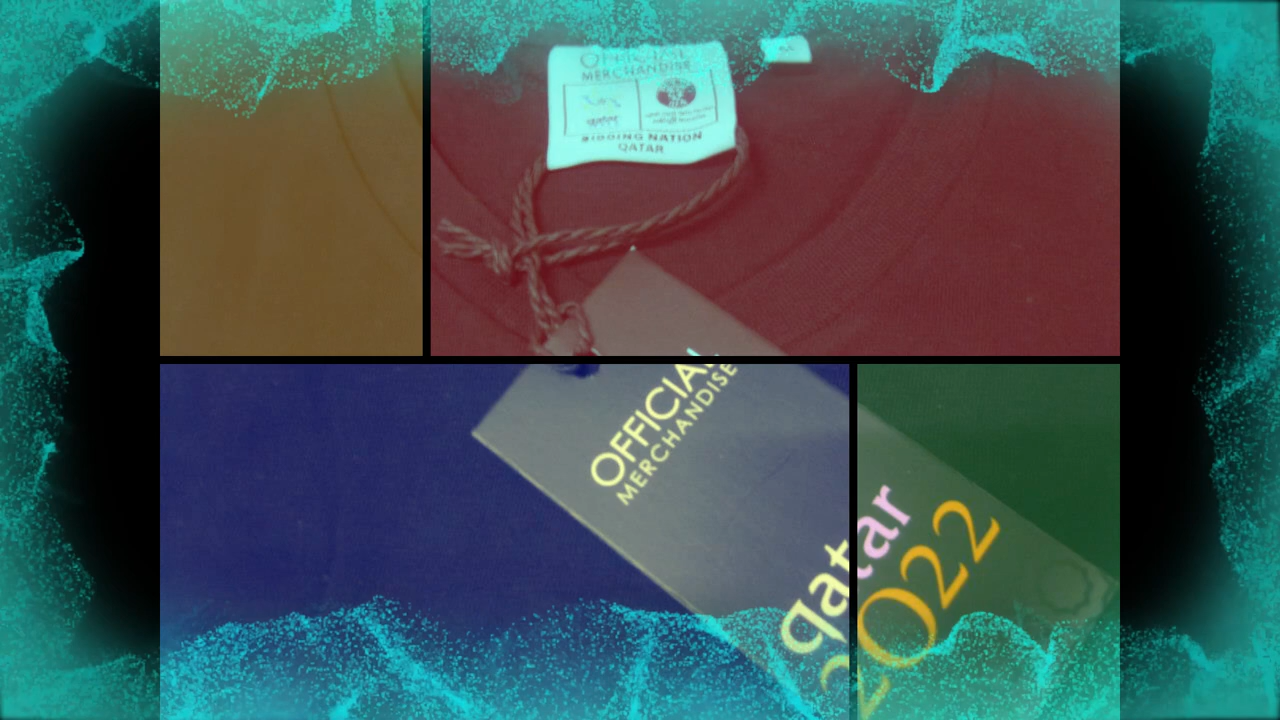 OFFICIAL
MERCHANDISE
BIDDING NATION
QATAR
OFFICIAL
MERCHANDISE
qatar
2022